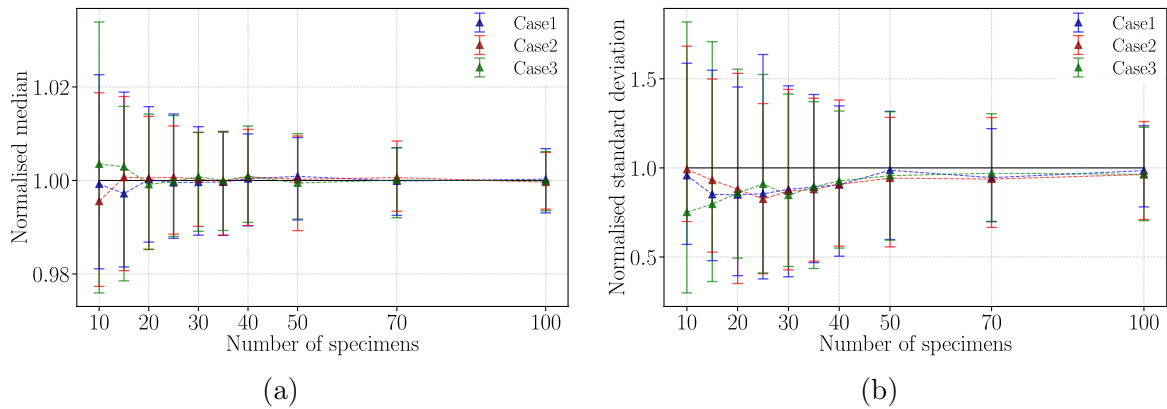 Normalised median
1.02
1.00
0.98
10 20 30 40 50 70 100
Number of specimens
Case1
Case2
Case3
(a)
Normalised standard deviation
1.5
1.0
0.5
10 20 30 40 50 70 100
Number of specimens
Case1
Case2
Case3
(b)